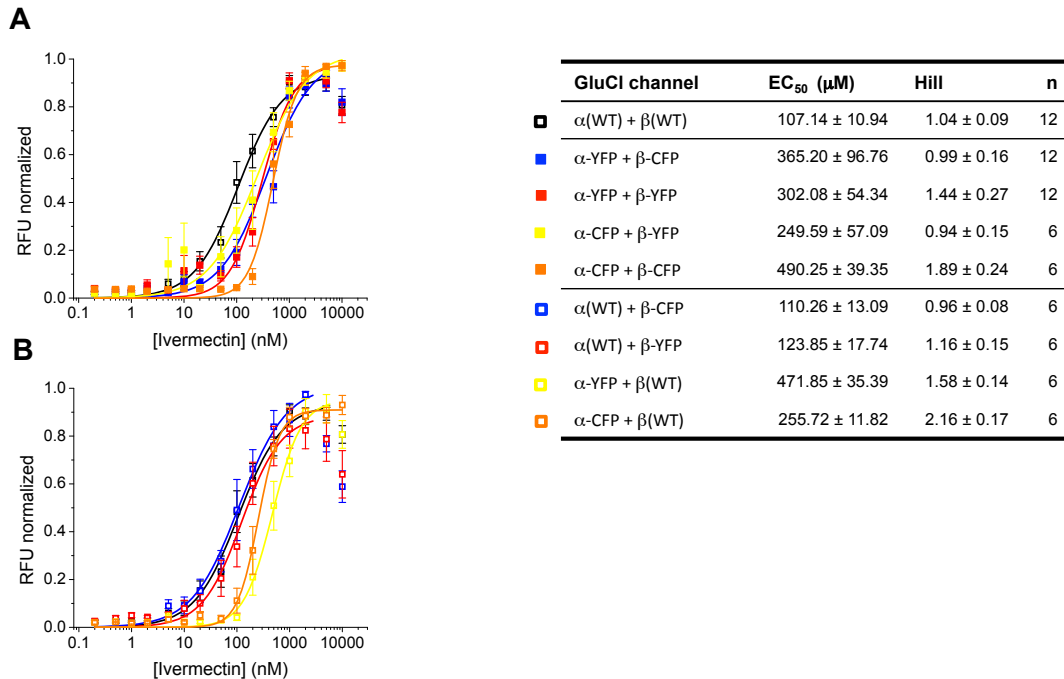 A
RFU normalized
1.0
0.8
0.6
0.4
0.2
0.0
0.1 1 10 100 1000 10000
[Ivermectin] (nM)
B
RFU normalized
1.0
0.8
0.6
0.4
0.2
0.0
0.1 1 10 100 1000 10000
[Ivermectin] (nM)
GluCl channel EC50 (μM) Hill n
α(WT) + β(WT) 107.14 ± 10.94 1.04 ± 0.09 12
α-YFP + β-CFP 365.20 ± 96.76 0.99 ± 0.16 12
α-YFP + β-YFP 302.08 ± 54.34 1.44 ± 0.27 12
α-CFP + β-YFP 249.59 ± 57.09 0.94 ± 0.15 6
α-CFP + β-CFP 490.25 ± 39.35 1.89 ± 0.24 6
α(WT) + β-CFP 110.26 ± 13.09 0.96 ± 0.08 6
α(WT) + β-YFP 123.85 ± 17.74 1.16 ± 0.15 6
α-YFP + β(WT) 471.85 ± 35.39 1.58 ± 0.14 6
α-CFP + β(WT) 255.72 ± 11.82 2.16 ± 0.17 6